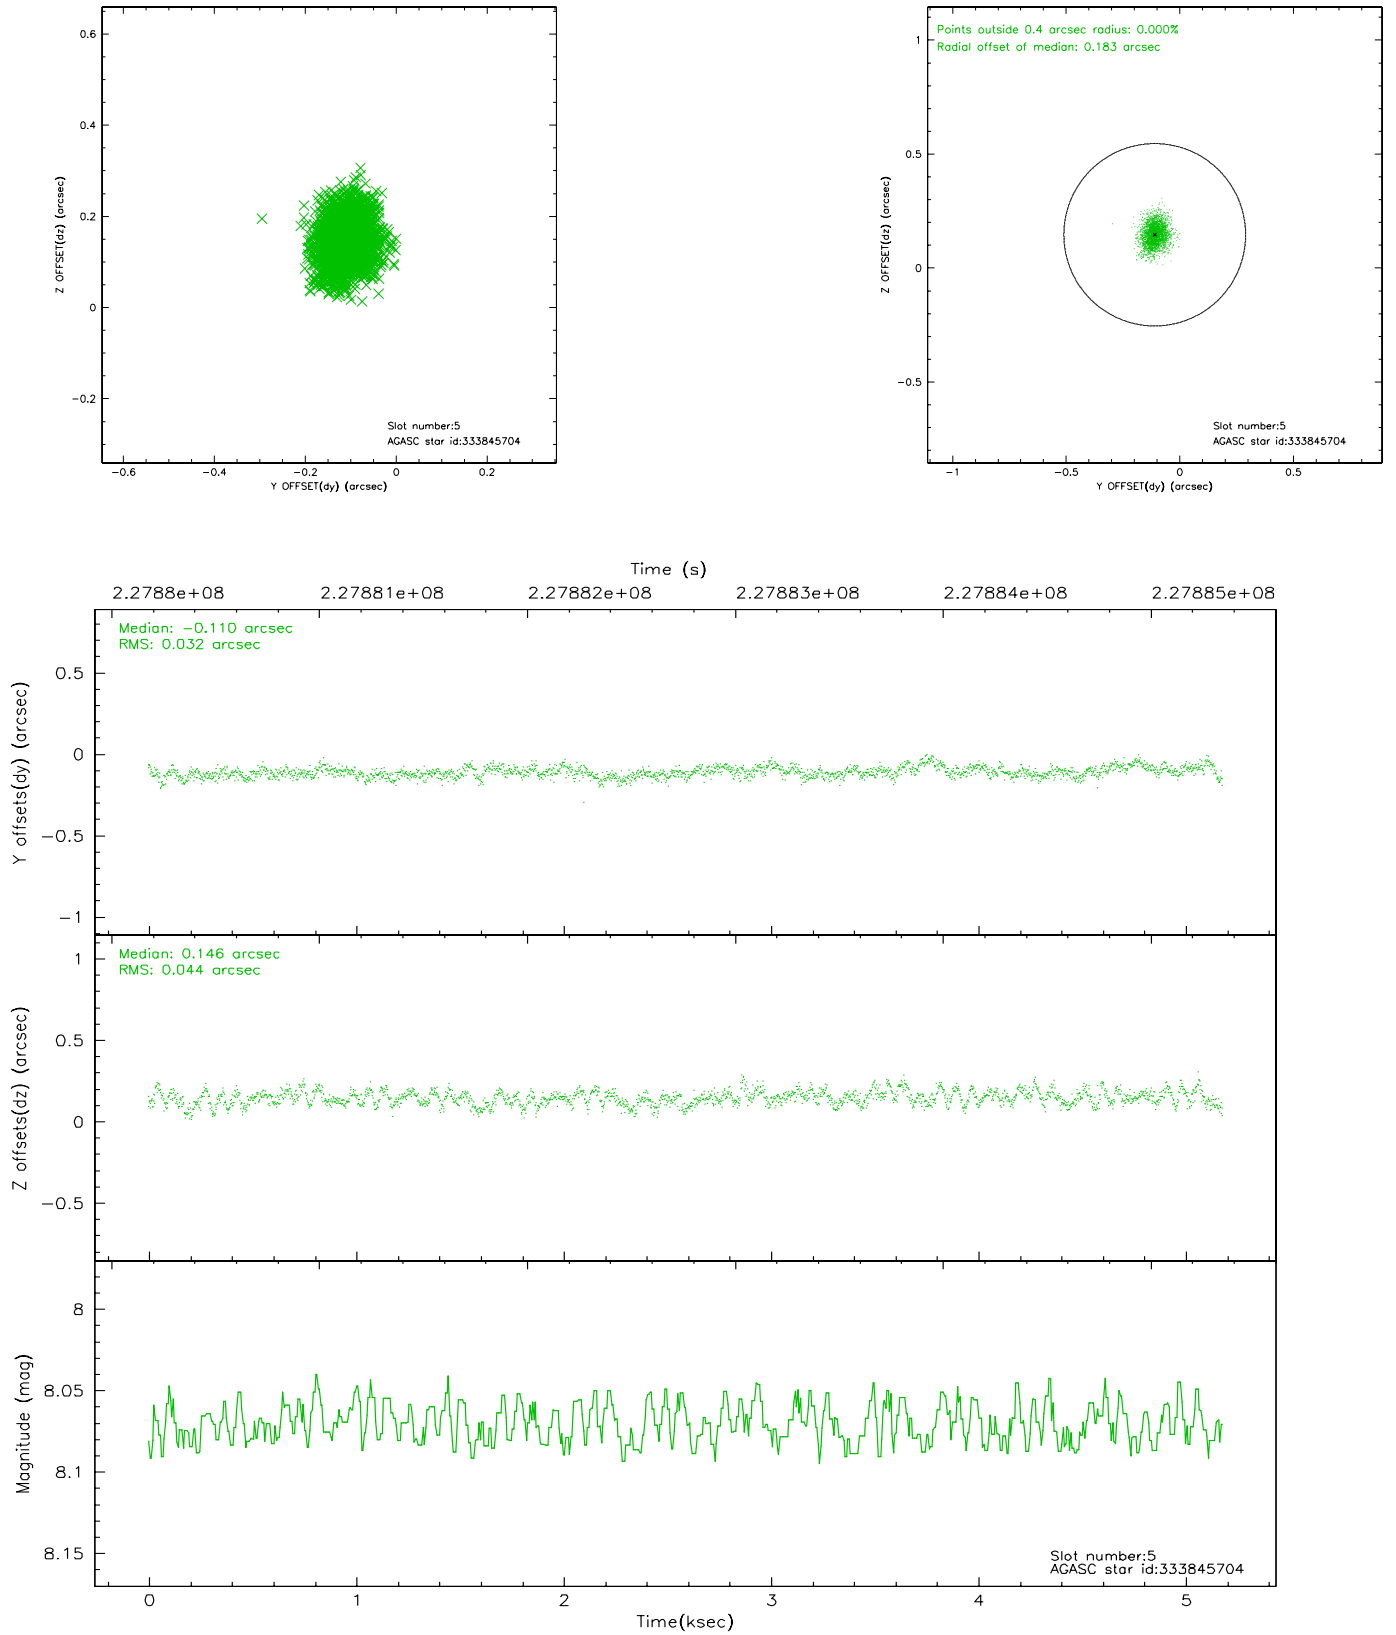 0.6
0.4
0.2
0
−0.2
Z OFFSET(dz) (arcsec)
Slot number:5
AGASC star id:333845704
−0.6 −0.4 −0.2 0 0.2
Y OFFSET(dy) (arcsec)
Points outside 0.4 arcsec radius: 0.000%
Radial offset of median: 0.183 arcsec
1
0.5
0
−0.5
Z OFFSET(dz) (arcsec)
Slot number:5
AGASC star id:333845704
−1 −0.5 0 0.5
Y OFFSET(dy) (arcsec)
Time (s)
2.2788e+08 2.27881e+08 2.27882e+08 2.27883e+08 2.27884e+08 2.27885e+08
Median: −0.110 arcsec
RMS: 0.032 arcsec
0.5
0
−0.5
−1
Y offsets(dy) (arcsec)
Median: 0.146 arcsec
RMS: 0.044 arcsec
1
0.5
0
−0.5
Z offsets(dz) (arcsec)
8
8.05
8.1
8.15
Magnitude (mag)
Slot number:5
AGASC star id:333845704
0 1 2 3 4 5
Time(ksec)